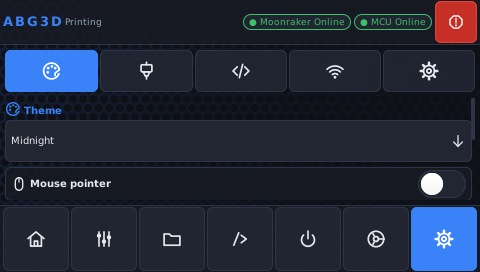 ABG3D Printing
Moonraker Online
MCU Online
Theme
Midnight
Mouse pointer